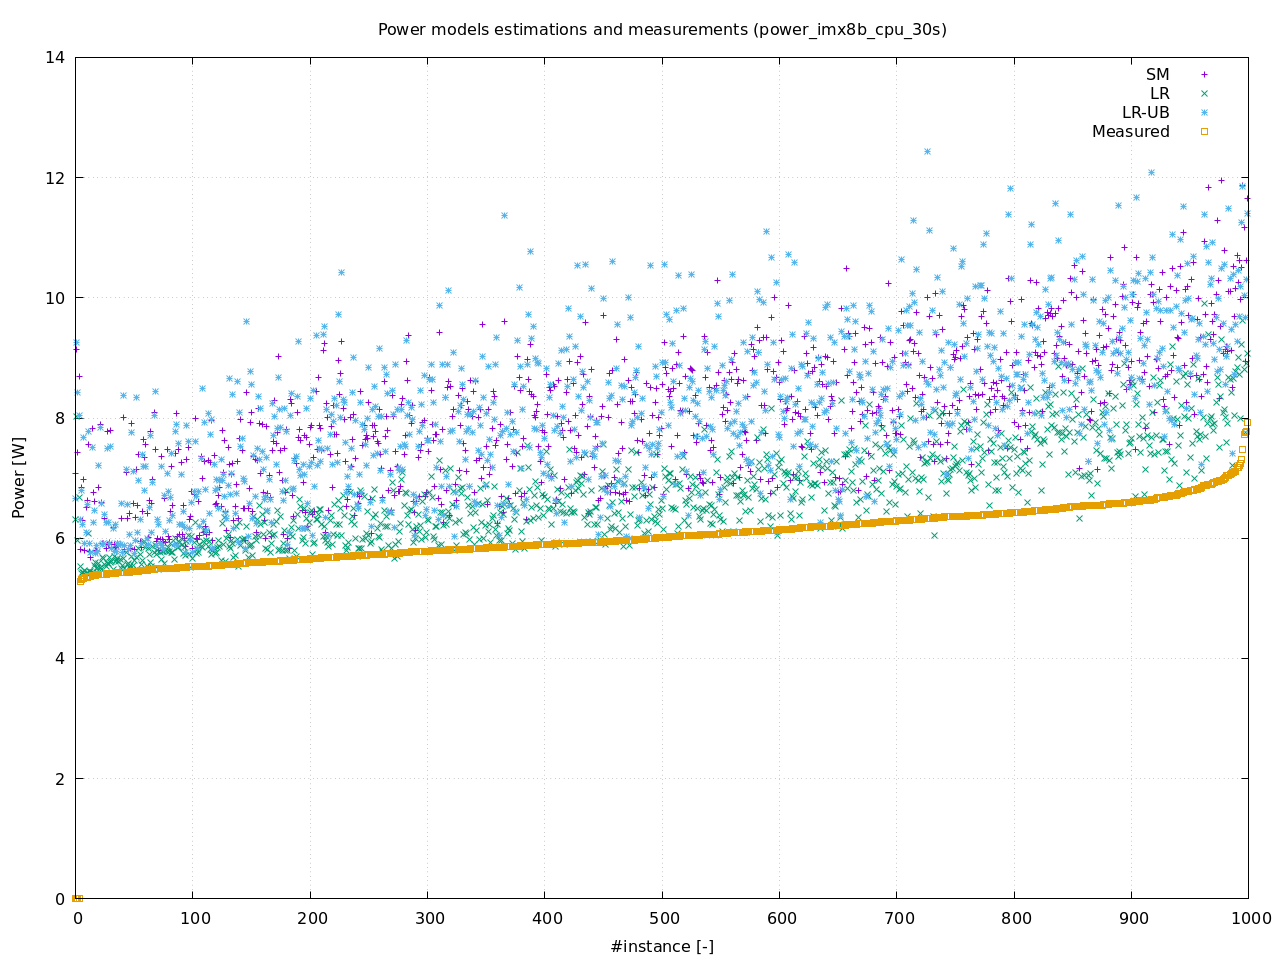 Power models estimations and measurements (power_imx8b_cpu_30s)
SM
LR
LR-UB
Measured
14
12
10
8
6
4
2
0
Power [W]
0 100 200 300 400 500 600 700 800 900 1000
#instance [-]